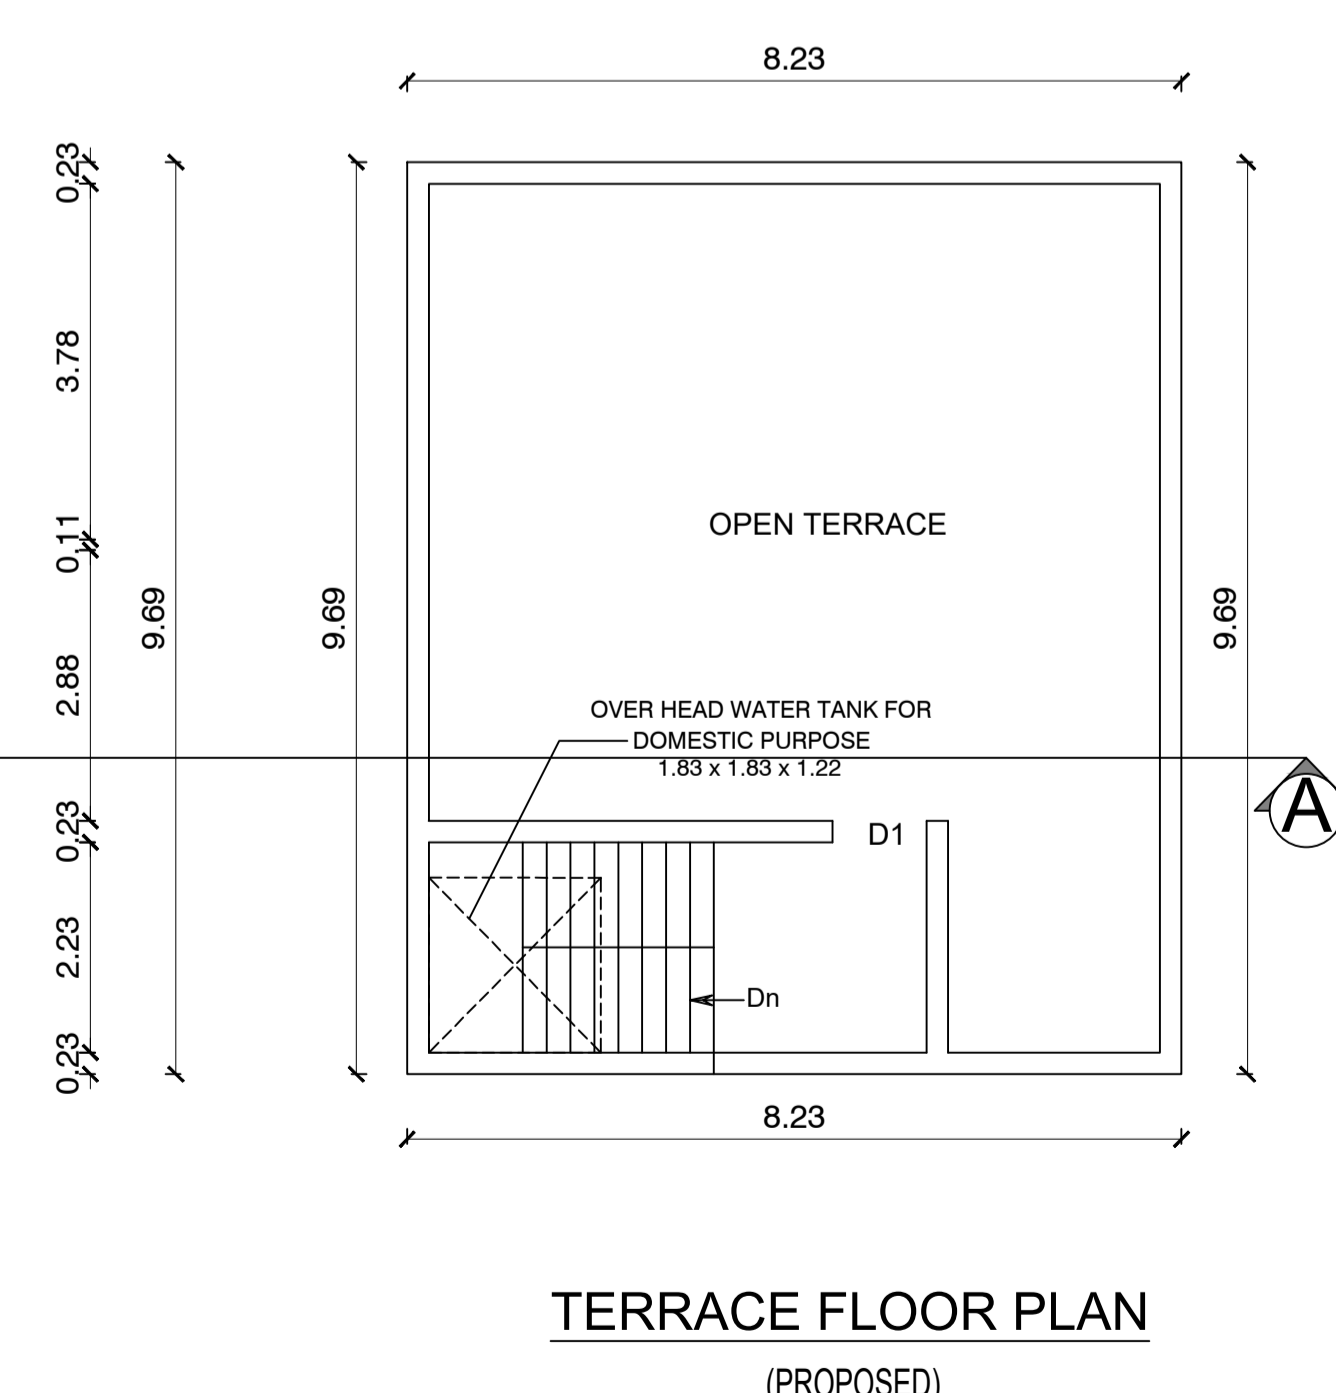 8.23
0.23
3.78
0.11
2.88
0.23
2.23
0.23
9.69
9.69
9.69
OPEN TERRACE
OVER HEAD WATER TANK FOR
DOMESTIC PURPOSE
1.83 x 1.83 x 1.22
D1
A
Dn
8.23
TERRACE FLOOR PLAN
(PROPOSED)